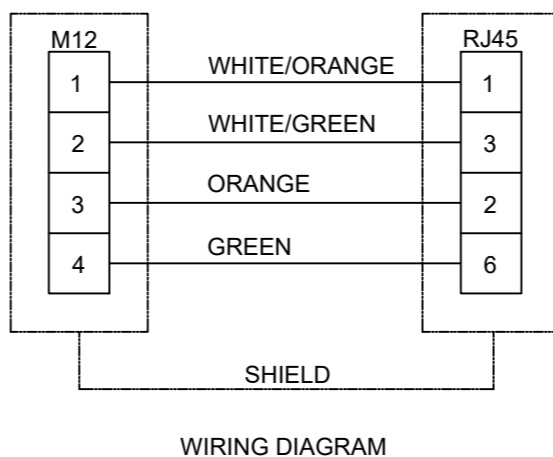 M12 RJ45
1 WHITE/ORANGE 1
2 WHITE/GREEN 3
3 ORANGE 2
4 GREEN 6
SHIELD
WIRING DIAGRAM